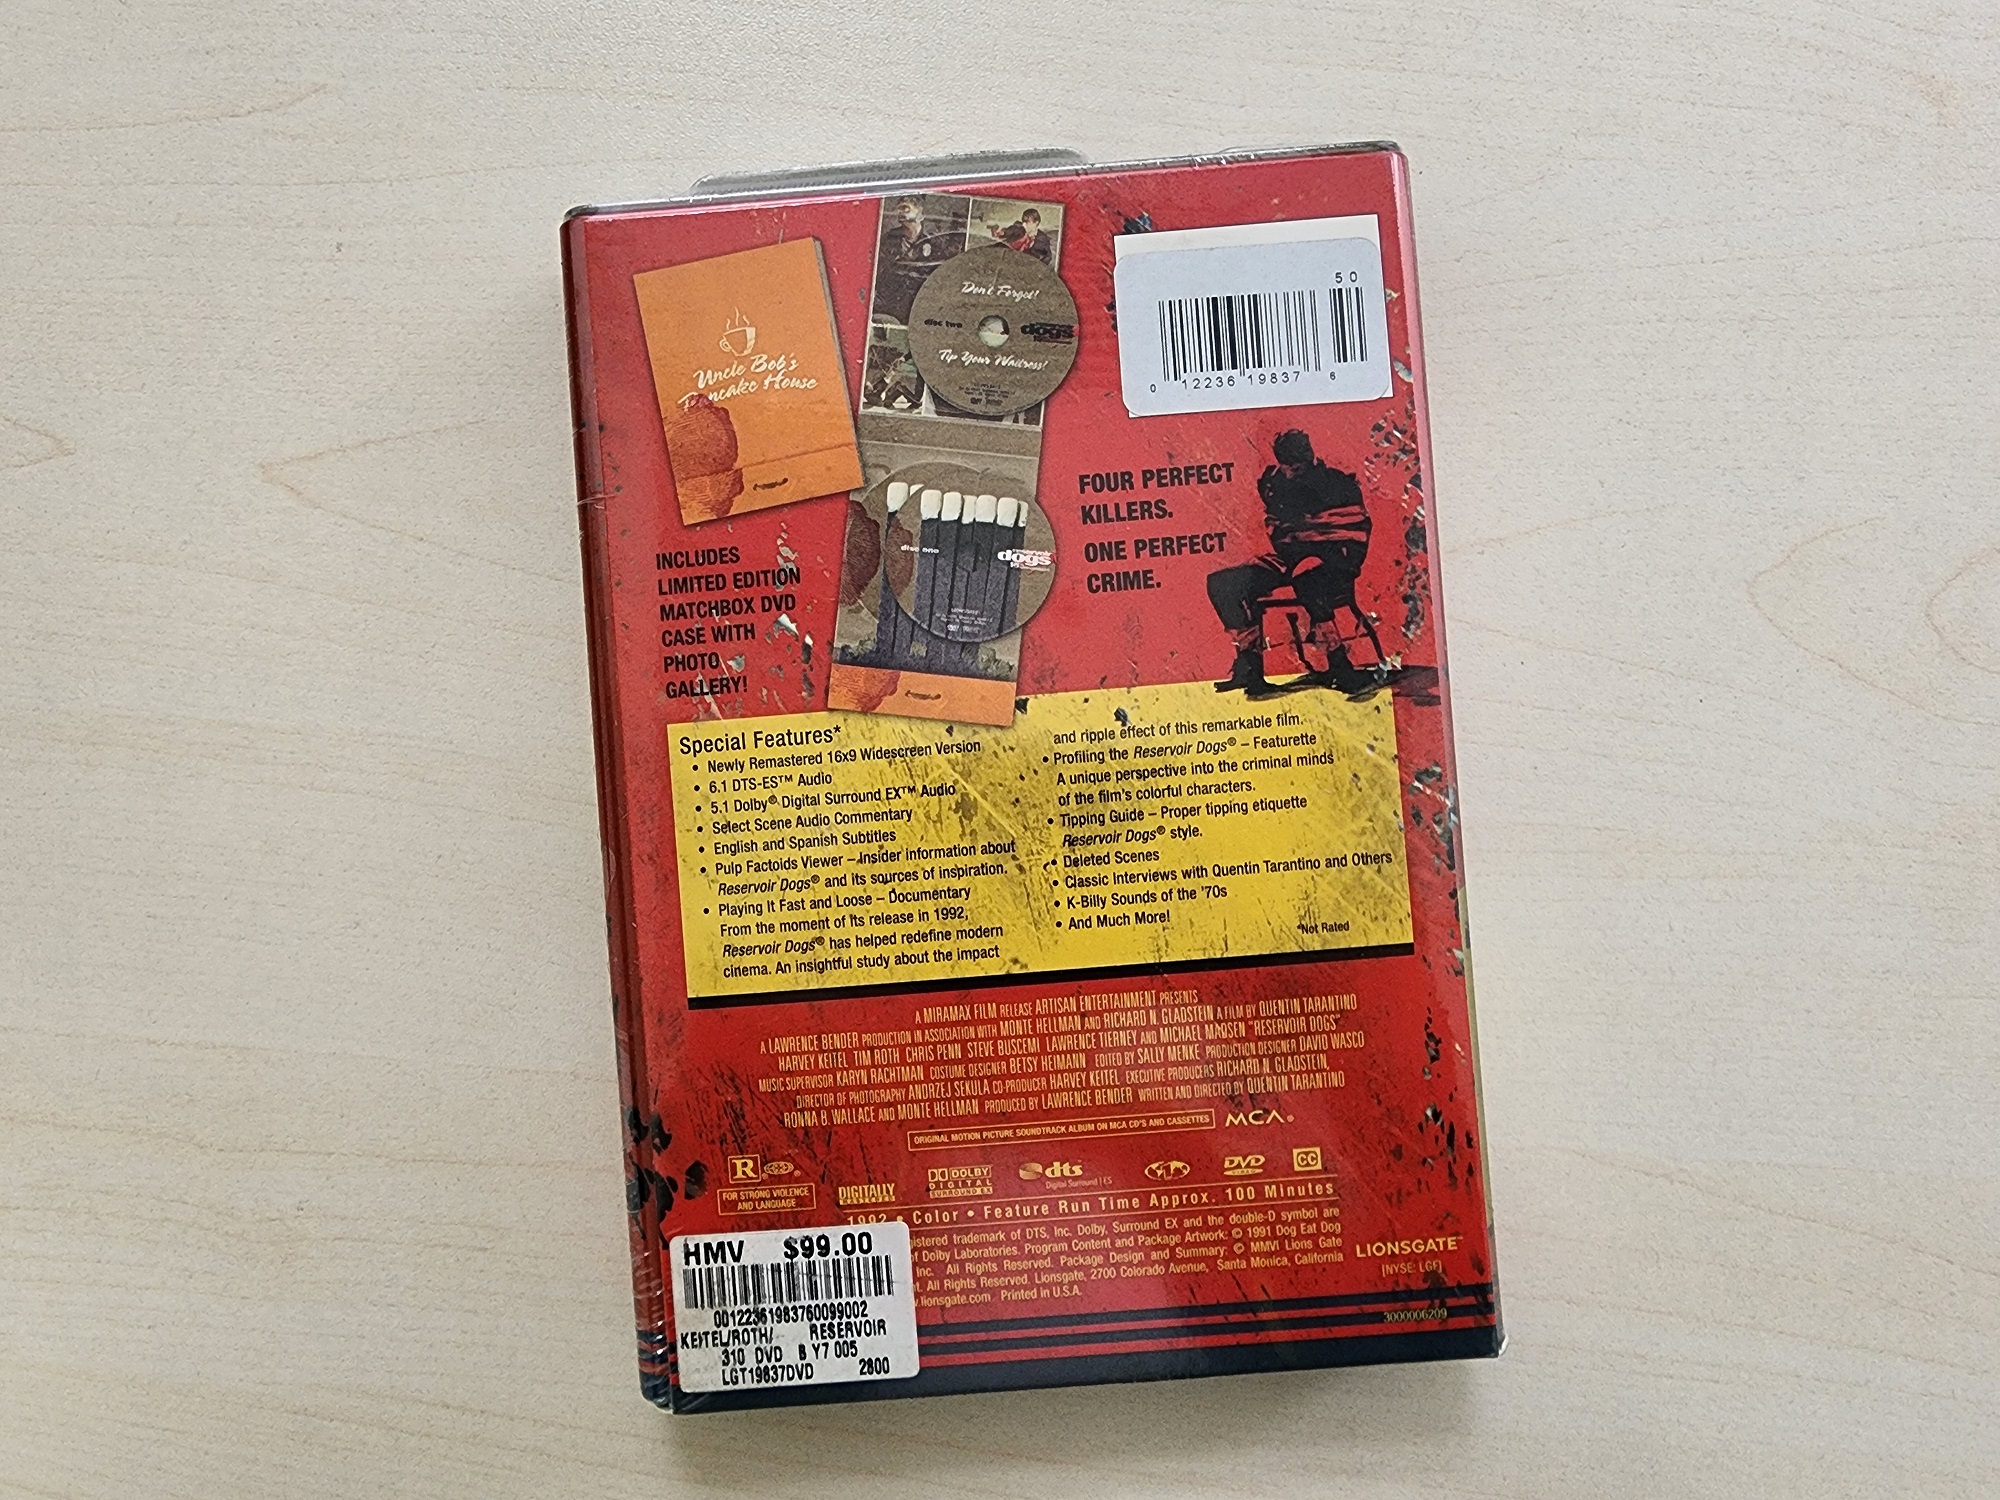 Uncle Bob's
Pancake House
Don't Forget!
disc two
reservoir
dogs
Tip Your Waitress!
disc one
reservoir
dogs
50
0 12236 19837 6
FOUR PERFECT
KILLERS.
ONE PERFECT
CRIME.
INCLUDES
LIMITED EDITION
MATCHBOX DVD
CASE WITH
PHOTO
GALLERY!
Special Features*
• Newly Remastered 16x9 Widescreen Version
• 6.1 DTS-ES™ Audio
• 5.1 Dolby® Digital Surround EX™ Audio
• Select Scene Audio Commentary
• English and Spanish Subtitles
• Pulp Factoids Viewer – Insider information about
Reservoir Dogs® and its sources of inspiration.
• Playing It Fast and Loose – Documentary
From the moment of its release in 1992,
Reservoir Dogs® has helped redefine modern
cinema. An insightful study about the impact
and ripple effect of this remarkable film.
• Profiling the Reservoir Dogs® – Featurette
A unique perspective into the criminal minds
of the film's colorful characters.
• Tipping Guide – Proper tipping etiquette
Reservoir Dogs® style.
• Deleted Scenes
• Classic Interviews with Quentin Tarantino and Others
• K-Billy Sounds of the '70s
• And Much More!
*Not Rated
A MIRAMAX FILM RELEASE ARTISAN ENTERTAINMENT PRESENTS
A LAWRENCE BENDER PRODUCTION IN ASSOCIATION WITH MONTE HELLMAN AND RICHARD N. GLADSTEIN A FILM BY QUENTIN TARANTINO
HARVEY KEITEL TIM ROTH CHRIS PENN STEVE BUSCEMI LAWRENCE TIERNEY AND MICHAEL MADSEN "RESERVOIR DOGS"
MUSIC SUPERVISOR KARYN RACHTMAN COSTUME DESIGNER BETSY HEIMANN EDITED BY SALLY MENKE PRODUCTION DESIGNER DAVID WASCO
DIRECTOR OF PHOTOGRAPHY ANDRZEJ SEKULA CO-PRODUCER HARVEY KEITEL EXECUTIVE PRODUCERS RICHARD N. GLADSTEIN,
RONNA B. WALLACE AND MONTE HELLMAN PRODUCED BY LAWRENCE BENDER WRITTEN AND DIRECTED BY QUENTIN TARANTINO
ORIGINAL MOTION PICTURE SOUNDTRACK ALBUM ON MCA CD'S AND CASSETTES MCA®
R
FOR STRONG VIOLENCE
AND LANGUAGE
DIGITALLY
MASTERED
DOLBY
DIGITAL
SURROUND EX
dts
Digital Surround | ES
DVD
VIDEO
CC
1992 • Color • Feature Run Time Approx. 100 Minutes
gistered trademark of DTS, Inc. Dolby, Surround EX and the double-D symbol are
of Dolby Laboratories. Program Content and Package Artwork: © 1991 Dog Eat Dog
Inc. All Rights Reserved. Package Design and Summary: © MMVI Lions Gate
t. All Rights Reserved. Lionsgate, 2700 Colorado Avenue, Santa Monica, California
w.lionsgate.com Printed in U.S.A.
LIONSGATE™
[NYSE: LGF]
3000006209
HMV $99.00
00122361983760099002
KEITEL/ROTH/ RESERVOIR
310 DVD B Y7 005
LGT19837DVD 2800